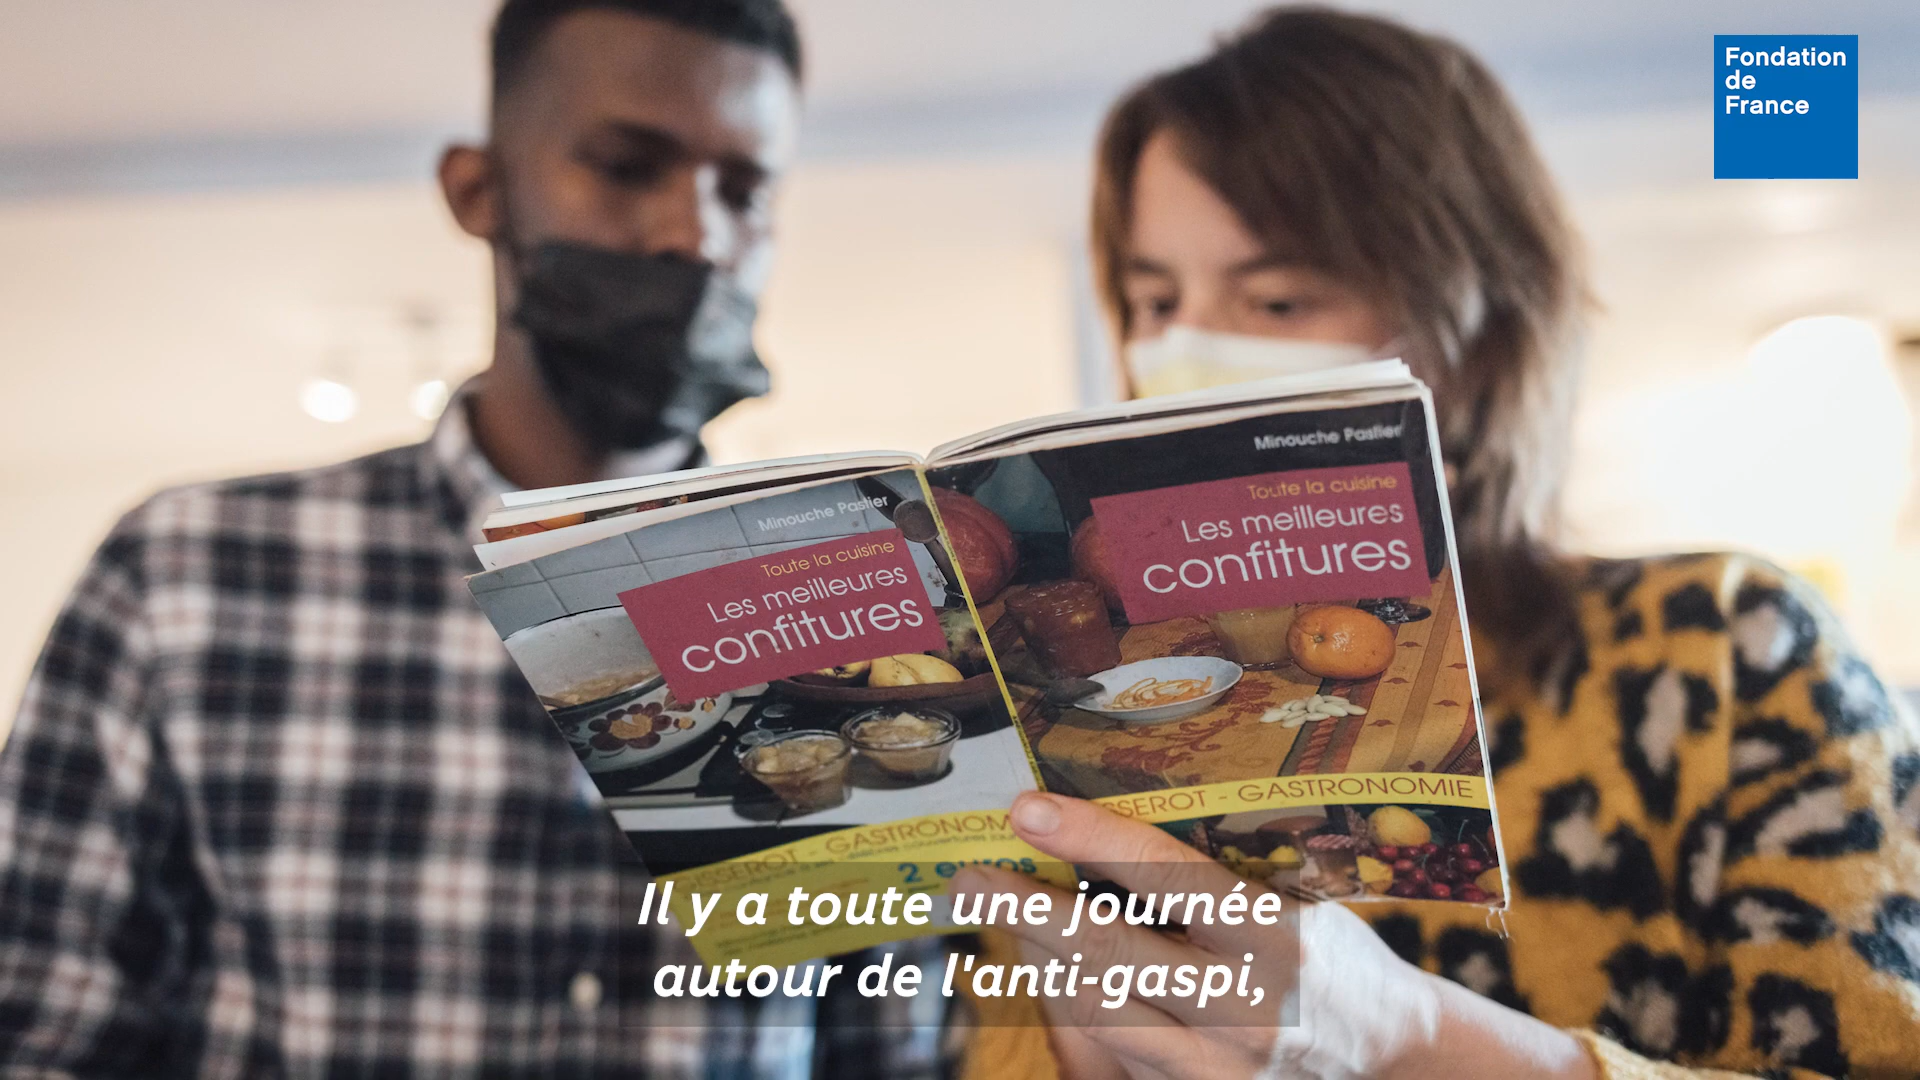 Fondation
de
France
Minouche Pastier
Toute la cuisine
Les meilleures
confitures
Minouche Pastier
Toute la cuisine
Les meilleures
confitures
SSEROT - GASTRONOMIE
ISSEROT - GASTRONOM
2 euros
Il y a toute une journée
autour de l'anti-gaspi,